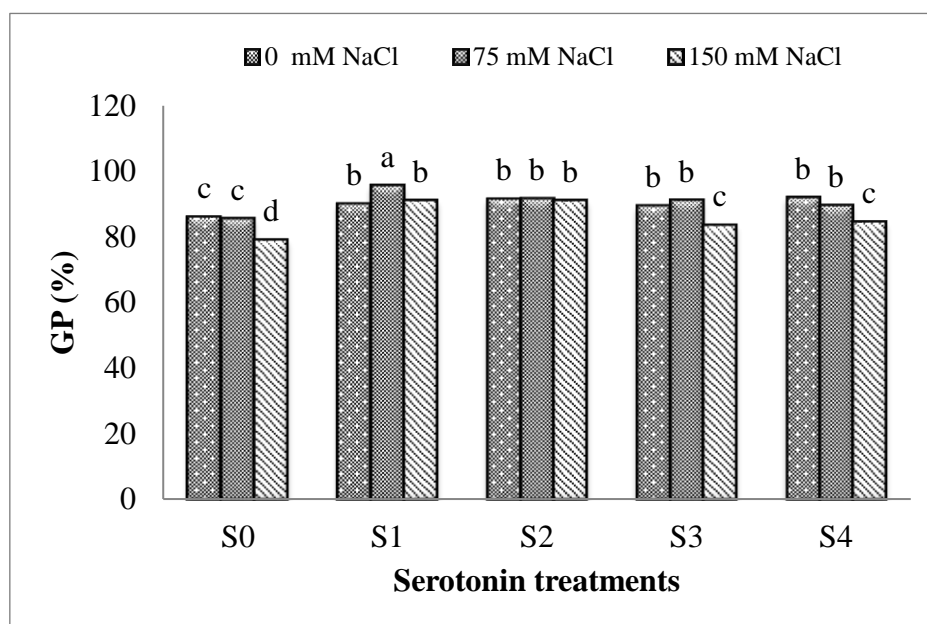 0 mM NaCl 75 mM NaCl 150 mM NaCl
120
100
80
60
40
20
0
GP (%)
c c d b a b b b b b b c b b c
S0 S1 S2 S3 S4
Serotonin treatments